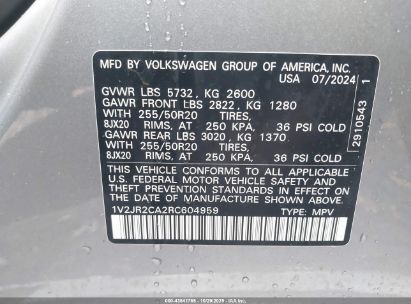 MFD. BY VOLKSWAGEN GROUP OF AMERICA, INC.
USA 07/2024
GVWR LBS 5732, KG 2600
GAWR FRONT LBS 2822, KG 1280
WITH 255/50R20 TIRES,
8JX20 RIMS, AT 250 KPA, 36 PSI COLD
GAWR REAR LBS 3020, KG 1370
WITH 255/50R20 TIRES,
8JX20 RIMS, AT 250 KPA, 36 PSI COLD
THIS VEHICLE CONFORMS TO ALL APPLICABLE
U.S. FEDERAL MOTOR VEHICLE SAFETY AND
THEFT PREVENTION STANDARDS IN EFFECT ON THE
DATE OF MANUFACTURE SHOWN ABOVE.
1V2JR2CA2RC604959 TYPE: MPV
2910543 1